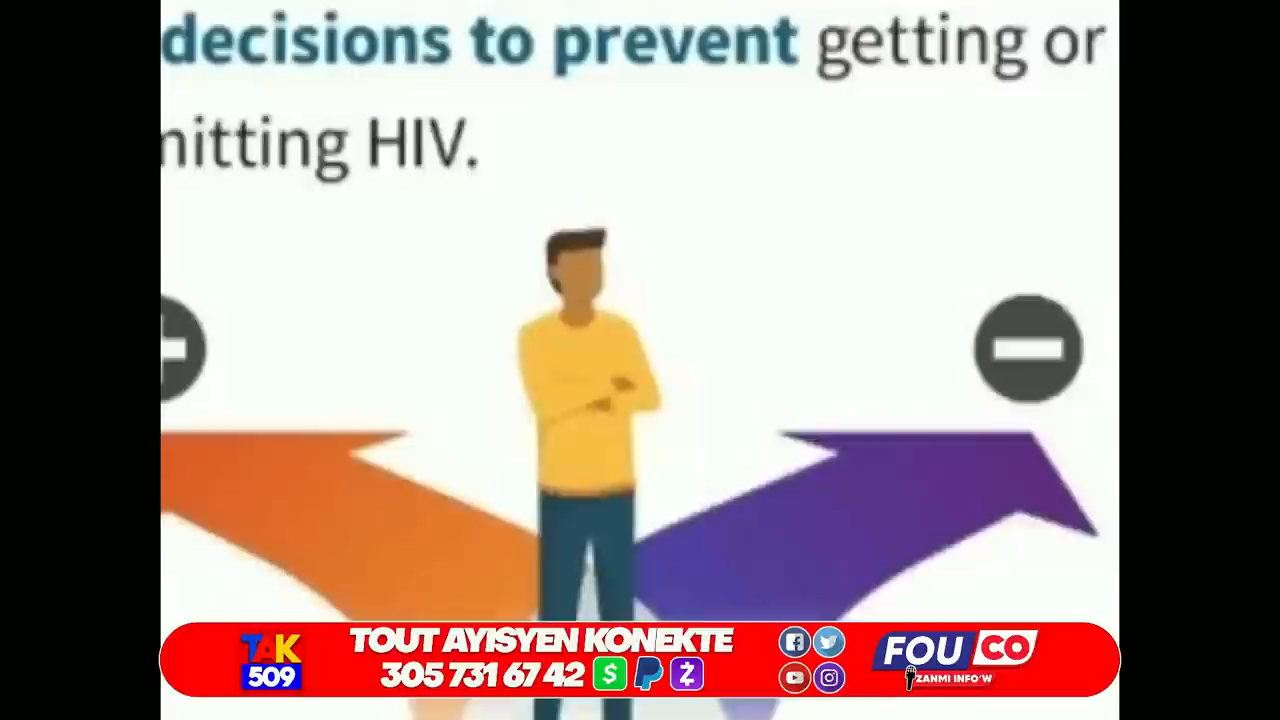 decisions to prevent getting or
mitting HIV.
TAK
509
TOUT AYISYEN KONEKTE
305 731 67 42
FOU CO
ZANMI INFO'W